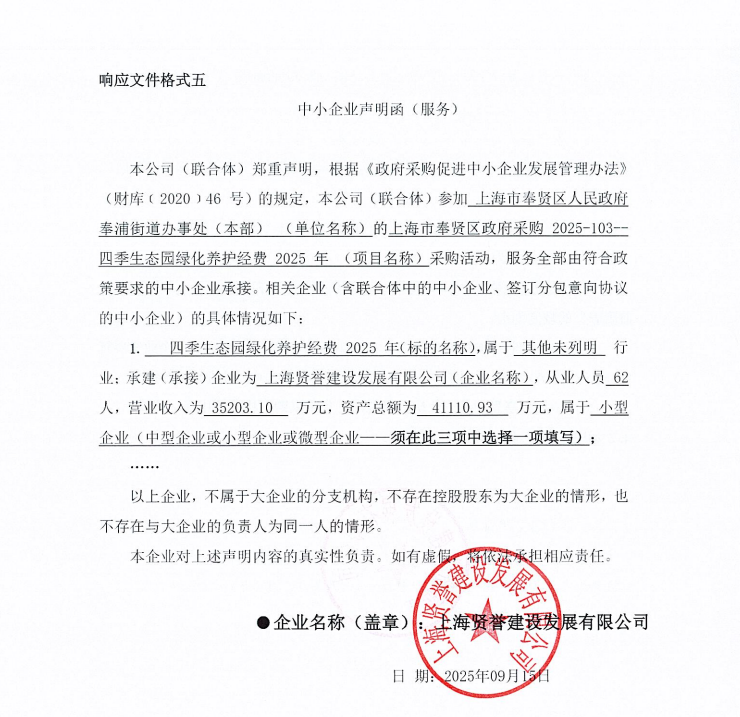 响应文件格式五
中小企业声明函（服务）
本公司（联合体）郑重声明，根据《政府采购促进中小企业发展管理办法》
（财库﹝2020﹞46 号）的规定，本公司（联合体）参加 上海市奉贤区人民政府
奉浦街道办事处（本部） （单位名称）的上海市奉贤区政府采购 2025-103--
四季生态园绿化养护经费 2025 年 （项目名称）采购活动，服务全部由符合政
策要求的中小企业承接。相关企业（含联合体中的中小企业、签订分包意向协议
的中小企业）的具体情况如下：
1. 四季生态园绿化养护经费 2025 年(标的名称)，属于 其他未列明 行
业；承建（承接）企业为 上海贤誉建设发展有限公司(企业名称)，从业人员 62
人，营业收入为 35203.10 万元，资产总额为 41110.93 万元，属于 小型
企业（中型企业或小型企业或微型企业——须在此三项中选择一项填写）；
……
以上企业，不属于大企业的分支机构，不存在控股股东为大企业的情形，也
不存在与大企业的负责人为同一人的情形。
本企业对上述声明内容的真实性负责。如有虚假，将依法承担相应责任。
●企业名称（盖章）：上海贤誉建设发展有限公司
日 期：2025年09月15日
上海贤誉建设发展有限公司